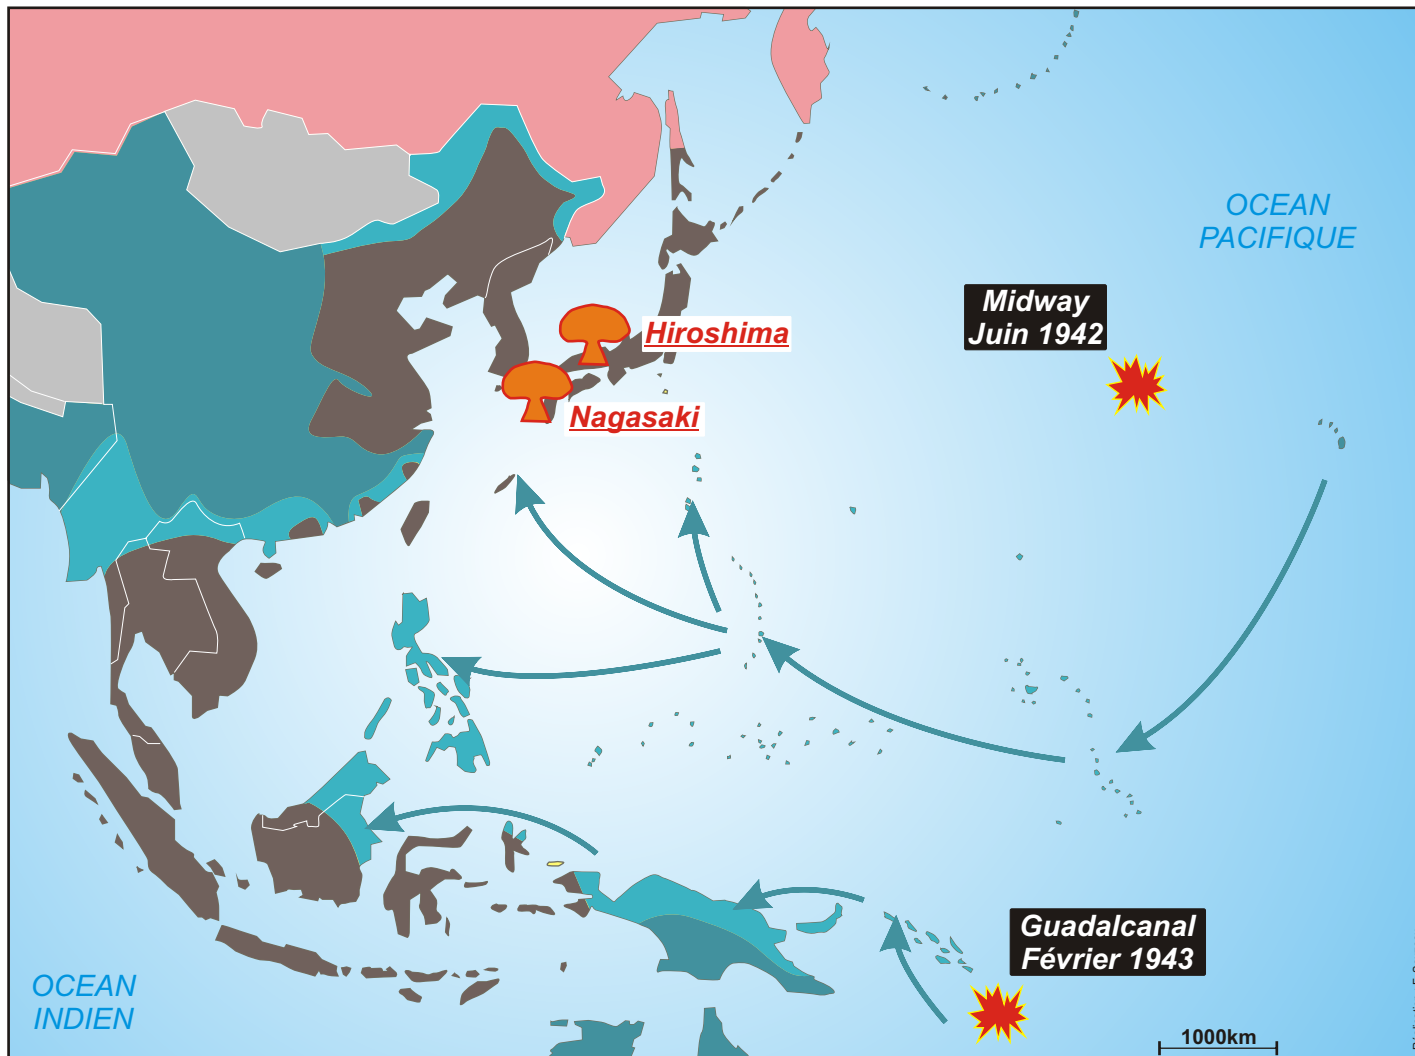 OCEAN
PACIFIQUE
Midway
Juin 1942
Hiroshima
Nagasaki
Guadalcanal
Février 1943
OCEAN
INDIEN
1000km